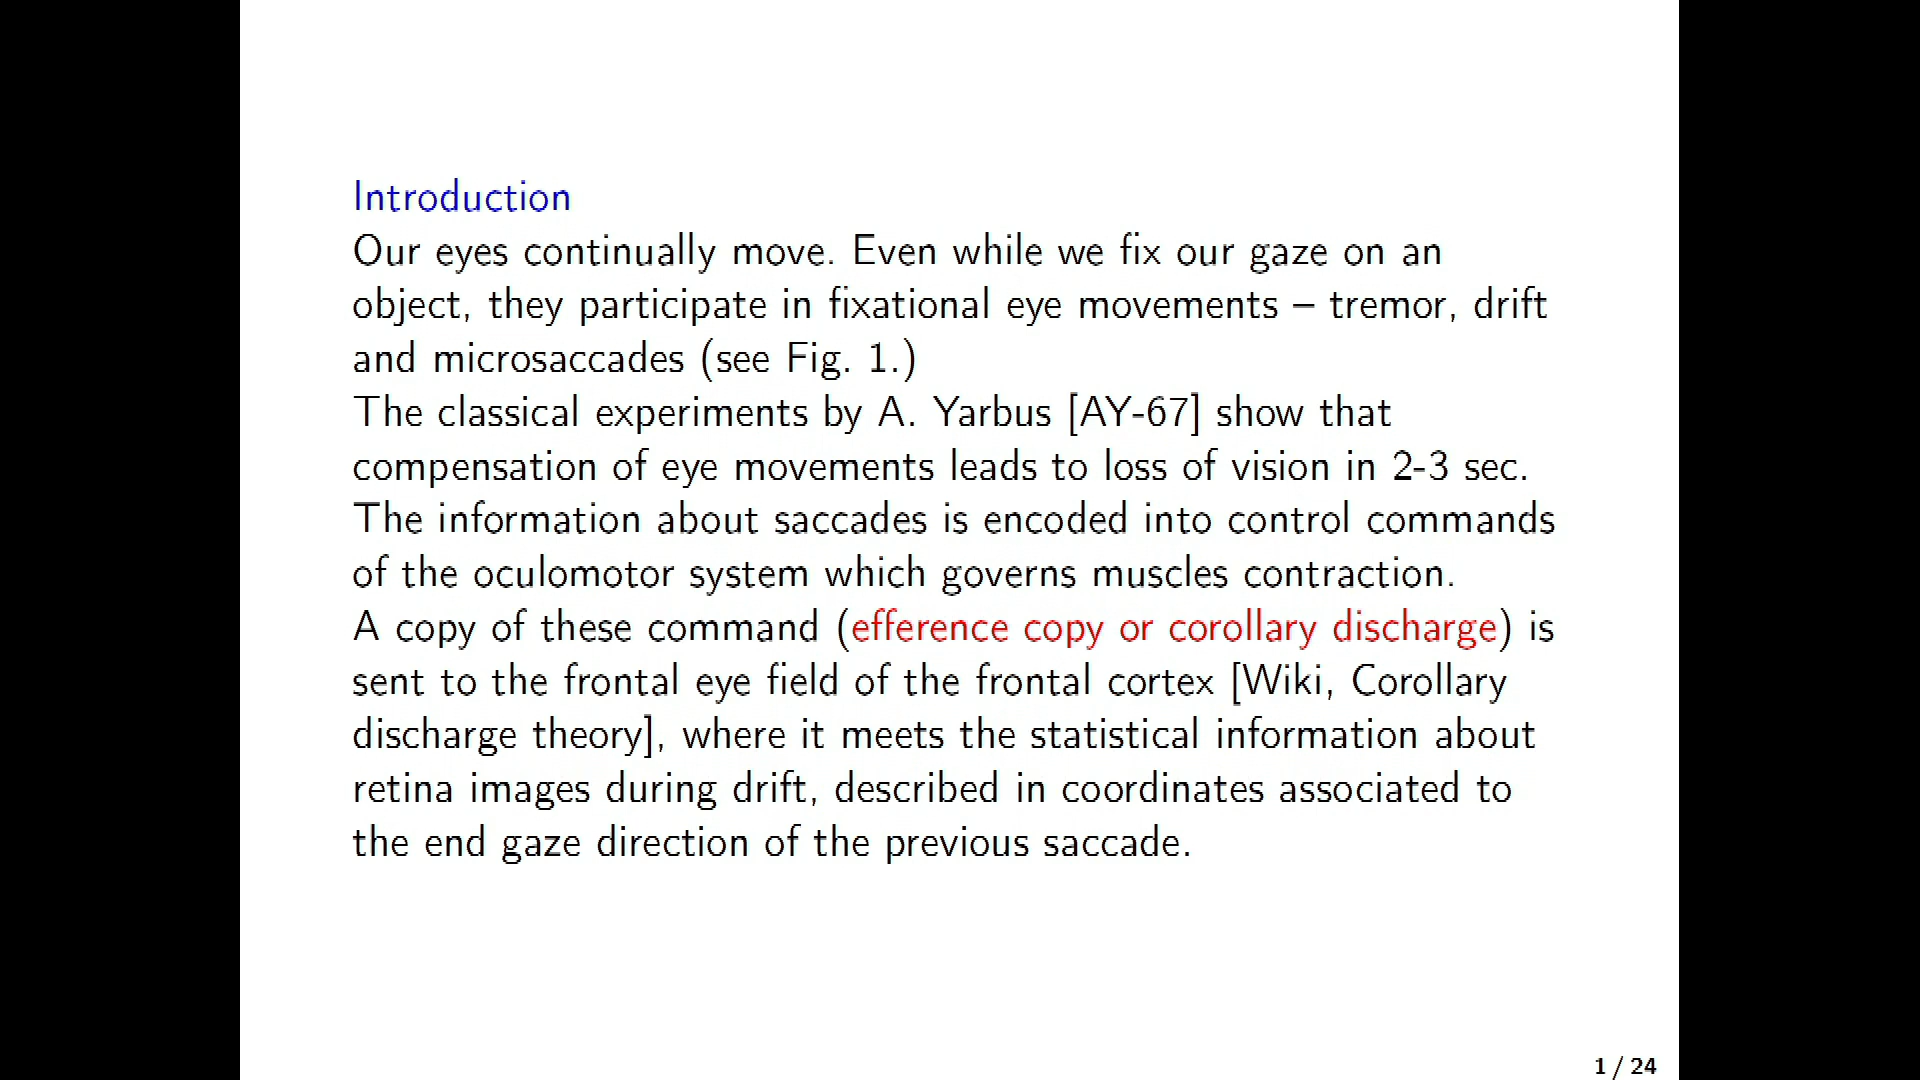 Introduction
Our eyes continually move. Even while we fix our gaze on an
object, they participate in fixational eye movements – tremor, drift
and microsaccades (see Fig. 1.)
The classical experiments by A. Yarbus [AY-67] show that
compensation of eye movements leads to loss of vision in 2-3 sec.
The information about saccades is encoded into control commands
of the oculomotor system which governs muscles contraction.
A copy of these command (efference copy or corollary discharge) is
sent to the frontal eye field of the frontal cortex [Wiki, Corollary
discharge theory], where it meets the statistical information about
retina images during drift, described in coordinates associated to
the end gaze direction of the previous saccade.
1 / 24